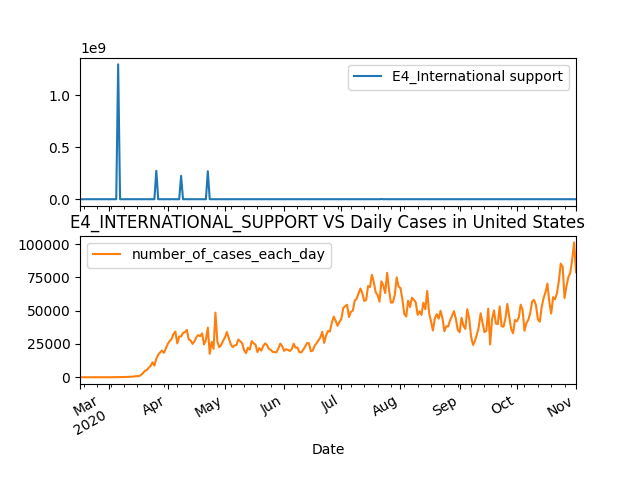 1e9
E4_International support
1.0
0.5
0.0
E4_INTERNATIONAL_SUPPORT VS Daily Cases in United States
number_of_cases_each_day
100000
75000
50000
25000
0
Mar
2020
Apr
May
Jun
Jul
Aug
Sep
Oct
Nov
Date